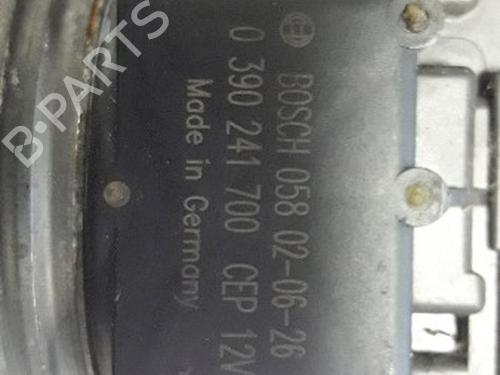 BOSCH 058 02-06-26
0 390 241 700 CEP 12V
Made in Germany
B-Parts